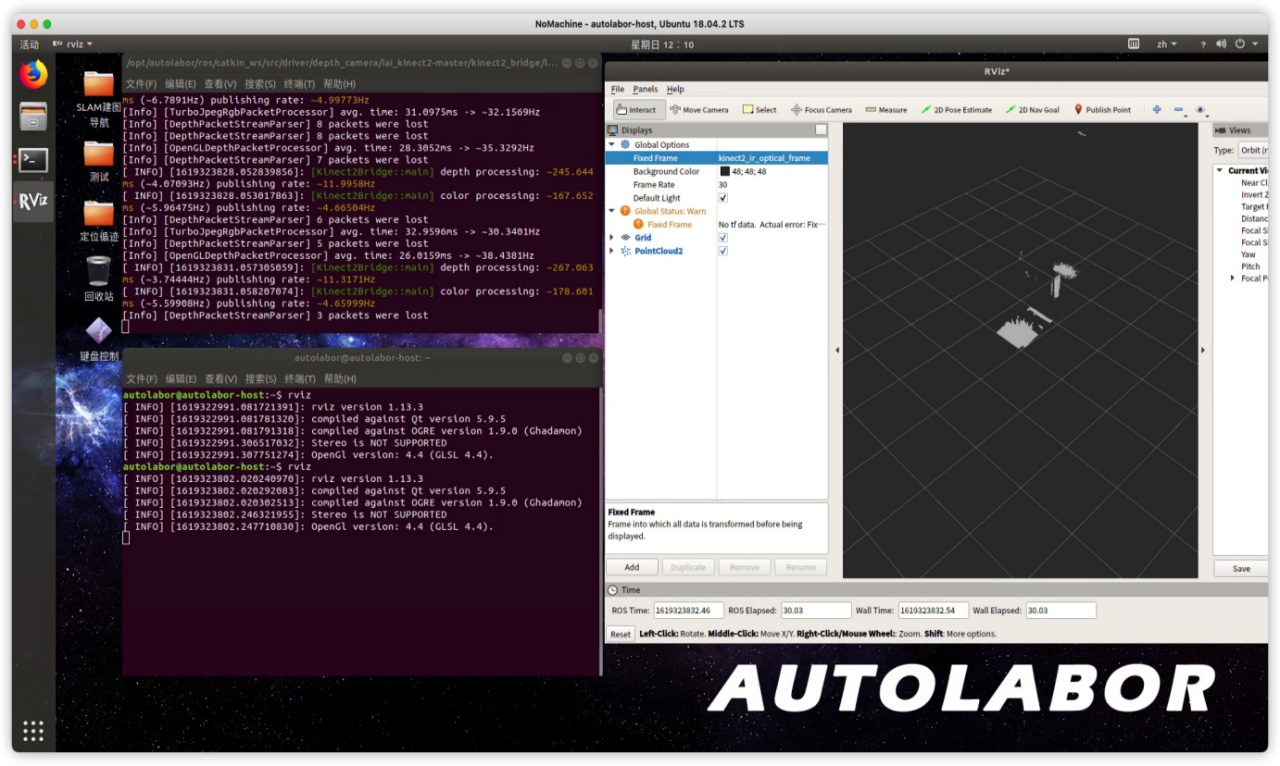 NoMachine - autolabor-host, Ubuntu 18.04.2 LTS
活动 rviz 星期日 12：10 zh ?
/opt/autolabor/ros/catkin_ws/src/driver/depth_camera/iai_kinect2-master/kinect2_bridge/l...
文件(F) 编辑(E) 查看(V) 搜索(S) 终端(T) 帮助(H)
ms (~6.7891Hz) publishing rate: ~4.99773Hz
[Info] [TurboJpegRgbPacketProcessor] avg. time: 31.0975ms -> ~32.1569Hz
[Info] [DepthPacketStreamParser] 8 packets were lost
[Info] [DepthPacketStreamParser] 8 packets were lost
[Info] [OpenGLDepthPacketProcessor] avg. time: 28.3052ms -> ~35.3292Hz
[Info] [DepthPacketStreamParser] 7 packets were lost
[ INFO] [1619323828.052839856]: [Kinect2Bridge::main] depth processing: ~245.644
ms (~4.07093Hz) publishing rate: ~11.9958Hz
[ INFO] [1619323828.053017863]: [Kinect2Bridge::main] color processing: ~167.652
ms (~5.96475Hz) publishing rate: ~4.66504Hz
[Info] [DepthPacketStreamParser] 6 packets were lost
[Info] [TurboJpegRgbPacketProcessor] avg. time: 32.9596ms -> ~30.3401Hz
[Info] [DepthPacketStreamParser] 5 packets were lost
[Info] [OpenGLDepthPacketProcessor] avg. time: 26.0159ms -> ~38.4381Hz
[ INFO] [1619323831.057305059]: [Kinect2Bridge::main] depth processing: ~267.063
ms (~3.74444Hz) publishing rate: ~11.3171Hz
[ INFO] [1619323831.058207074]: [Kinect2Bridge::main] color processing: ~178.601
ms (~5.59908Hz) publishing rate: ~4.65999Hz
[Info] [DepthPacketStreamParser] 3 packets were lost
SLAM建图
导航
测试
定位循迹
回收站
键盘控制
RViz
autolabor@autolabor-host: ~
文件(F) 编辑(E) 查看(V) 搜索(S) 终端(T) 帮助(H)
autolabor@autolabor-host:~$ rviz
[ INFO] [1619322991.081721391]: rviz version 1.13.3
[ INFO] [1619322991.081781320]: compiled against Qt version 5.9.5
[ INFO] [1619322991.081791318]: compiled against OGRE version 1.9.0 (Ghadamon)
[ INFO] [1619322991.306517032]: Stereo is NOT SUPPORTED
[ INFO] [1619322991.307751274]: OpenGl version: 4.4 (GLSL 4.4).
autolabor@autolabor-host:~$ rviz
[ INFO] [1619323802.020240970]: rviz version 1.13.3
[ INFO] [1619323802.020292083]: compiled against Qt version 5.9.5
[ INFO] [1619323802.020302513]: compiled against OGRE version 1.9.0 (Ghadamon)
[ INFO] [1619323802.246321955]: Stereo is NOT SUPPORTED
[ INFO] [1619323802.247710830]: OpenGl version: 4.4 (GLSL 4.4).
RViz*
File Panels Help
Interact Move Camera Select Focus Camera Measure 2D Pose Estimate 2D Nav Goal Publish Point
Displays
Global Options
Fixed Frame kinect2_ir_optical_frame
Background Color 48; 48; 48
Frame Rate 30
Default Light
Global Status: Warn
Fixed Frame No tf data. Actual error: Fix···
Grid
PointCloud2
Fixed Frame
Frame into which all data is transformed before being
displayed.
Add Duplicate Remove Rename
Views
Type: Orbit (r
Current Vi
Near Cl
Invert Z
Target F
Distanc
Focal S
Focal S
Yaw
Pitch
Focal P
Save
Time
ROS Time: 1619323832.46 ROS Elapsed: 30.03 Wall Time: 1619323832.54 Wall Elapsed: 30.03
Reset Left-Click: Rotate. Middle-Click: Move X/Y. Right-Click/Mouse Wheel:: Zoom. Shift: More options.
AUTOLABOR